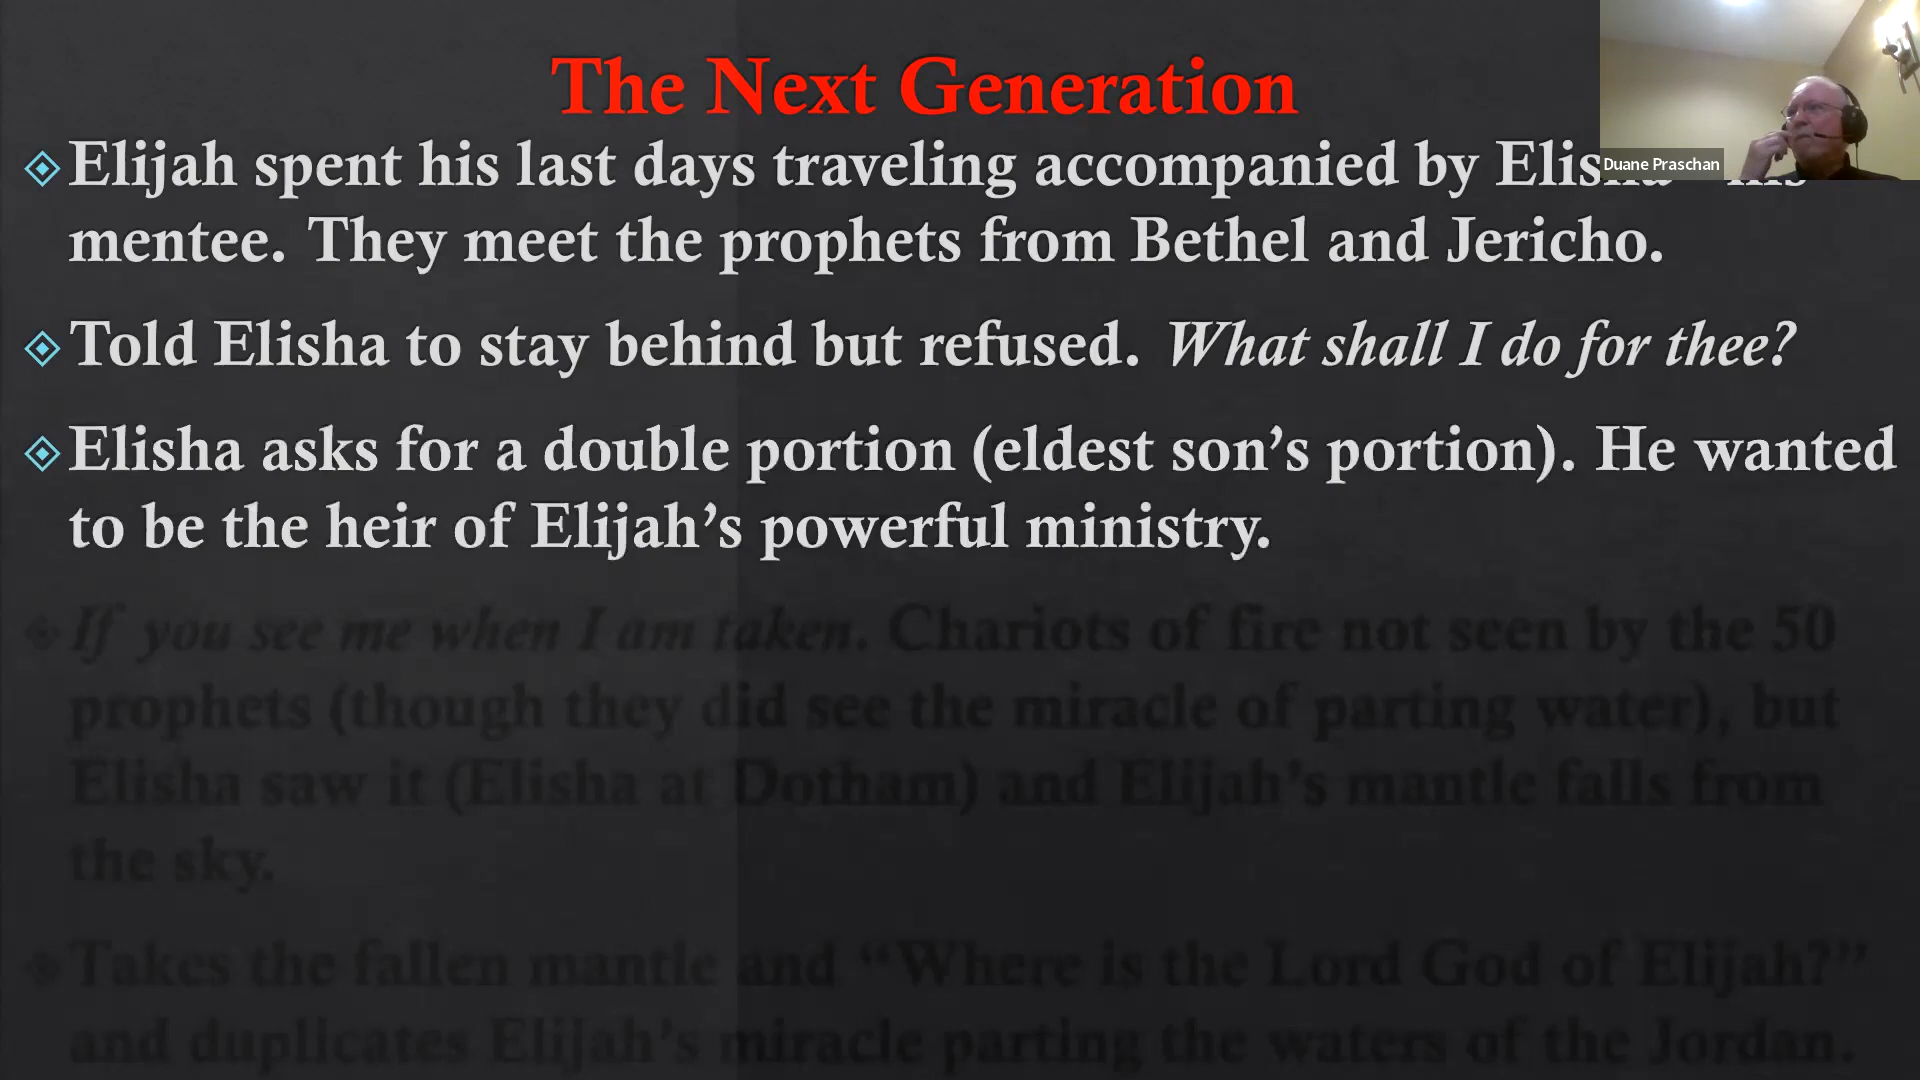 The Next Generation
Elijah spent his last days traveling accompanied by Elisha his
mentee. They meet the prophets from Bethel and Jericho.
Told Elisha to stay behind but refused. What shall I do for thee?
Elisha asks for a double portion (eldest son’s portion). He wanted
to be the heir of Elijah’s powerful ministry.
If you see me when I am taken. Chariots of fire not seen by the 50
prophets (though they did see the miracle of parting water), but
Elisha saw it (Elisha at Dotham) and Elijah’s mantle falls from
the sky.
Takes the fallen mantle and “Where is the Lord God of Elijah?”
and duplicates Elijah’s miracle parting the waters of the Jordan.
Duane Praschan